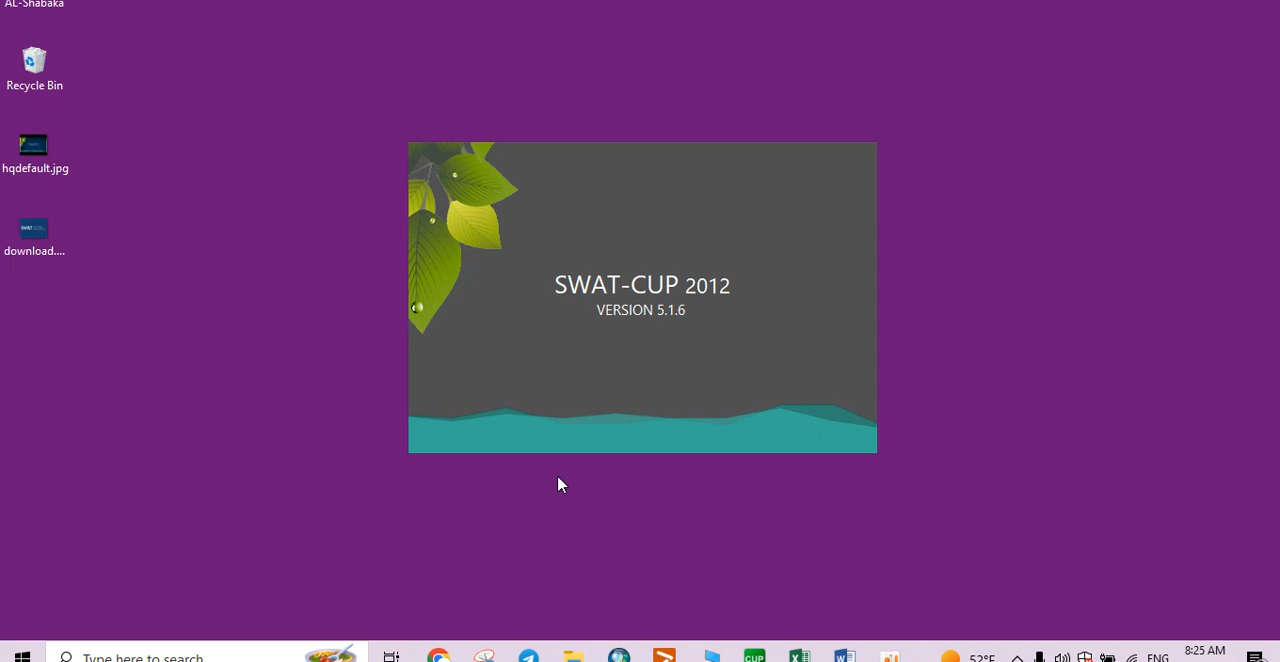 AL-Shabaka
Recycle Bin
hqdefault.jpg
download....
SWAT-CUP 2012
VERSION 5.1.6
Type here to search
CUP
52°F
ENG
8:25 AM